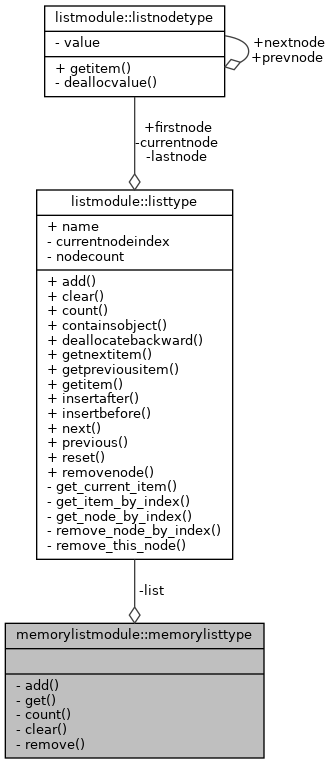 listmodule::listnodetype
- value
+ getitem()
- deallocvalue()
+nextnode
+prevnode
+firstnode
-currentnode
-lastnode
listmodule::listtype
+ name
- currentnodeindex
- nodecount
+ add()
+ clear()
+ count()
+ containsobject()
+ deallocatebackward()
+ getnextitem()
+ getpreviousitem()
+ getitem()
+ insertafter()
+ insertbefore()
+ next()
+ previous()
+ reset()
+ removenode()
- get_current_item()
- get_item_by_index()
- get_node_by_index()
- remove_node_by_index()
- remove_this_node()
-list
memorylistmodule::memorylisttype
- add()
- get()
- count()
- clear()
- remove()